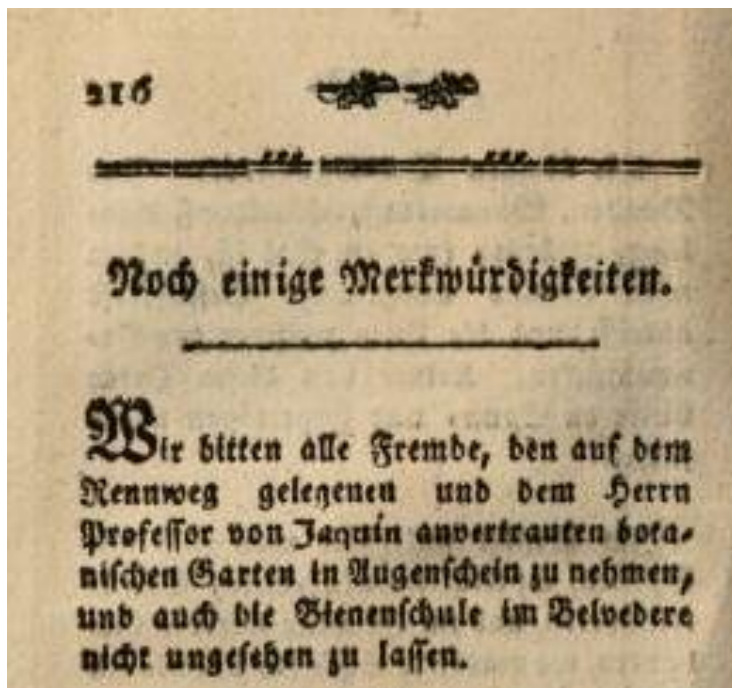 216
Noch einige Merkwürdigkeiten.
Wir bitten alle Fremde, den auf dem
Rennweg gelegenen und dem Herrn
Professor von Jaquin anvertrauten bota-
nischen Garten in Augenschein zu nehmen,
und auch die Bienenschule im Belvedere
nicht ungesehen zu lassen.